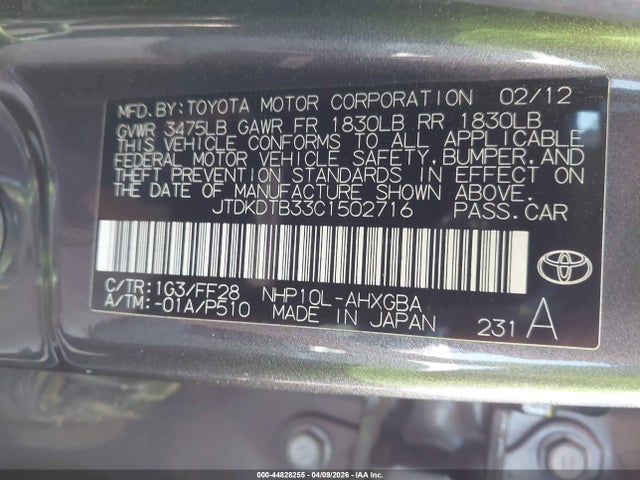 MFD. BY: TOYOTA MOTOR CORPORATION 02/12
GVWR 3475LB GAWR FR 1830LB RR 1830LB
THIS VEHICLE CONFORMS TO ALL APPLICABLE
FEDERAL MOTOR VEHICLE SAFETY, BUMPER, AND
THEFT PREVENTION STANDARDS IN EFFECT ON
THE DATE OF MANUFACTURE SHOWN ABOVE.
JTDKDTB33C1502716 PASS. CAR
C/TR: 1G3/FF28 NHP10L-AHXGBA
A/TM: -01A/P510 MADE IN JAPAN 231 A
000-44828255 - 04/09/2026 - IAA Inc.